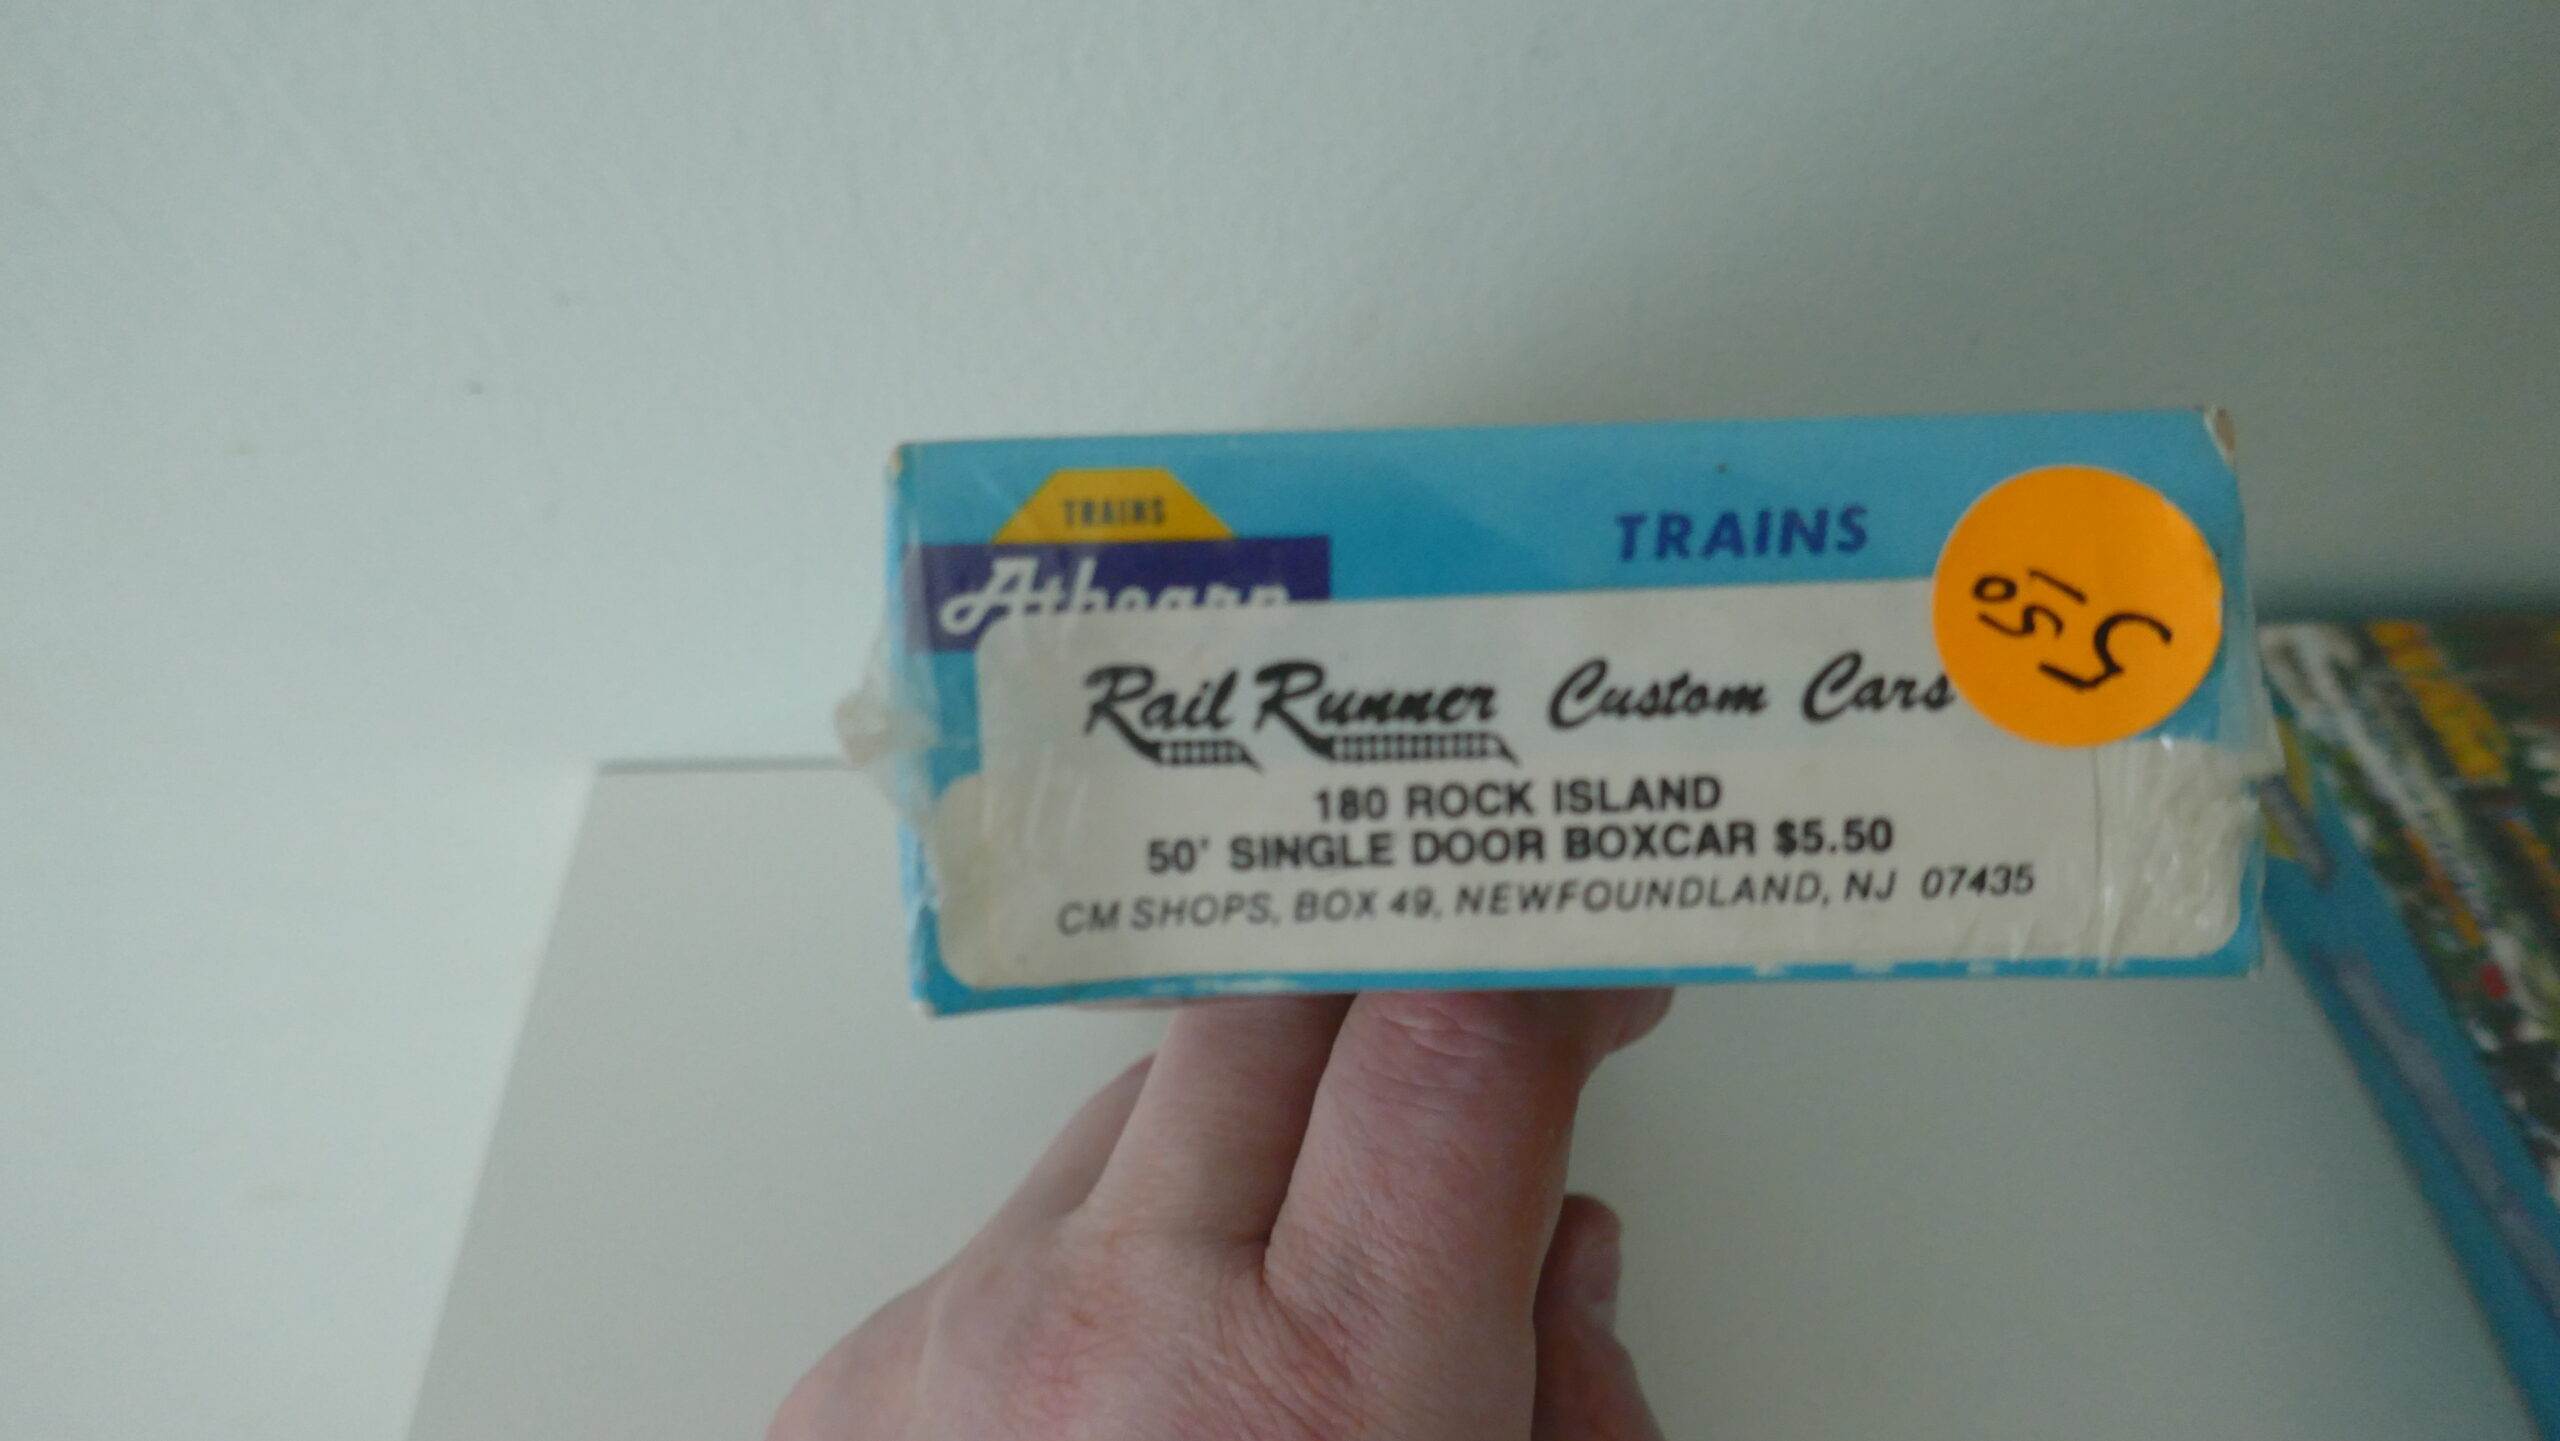 TRAINS
Athearn
TRAINS
5 50
Rail Runner Custom Cars
180 ROCK ISLAND
50' SINGLE DOOR BOXCAR $5.50
CM SHOPS, BOX 49, NEWFOUNDLAND, NJ 07435